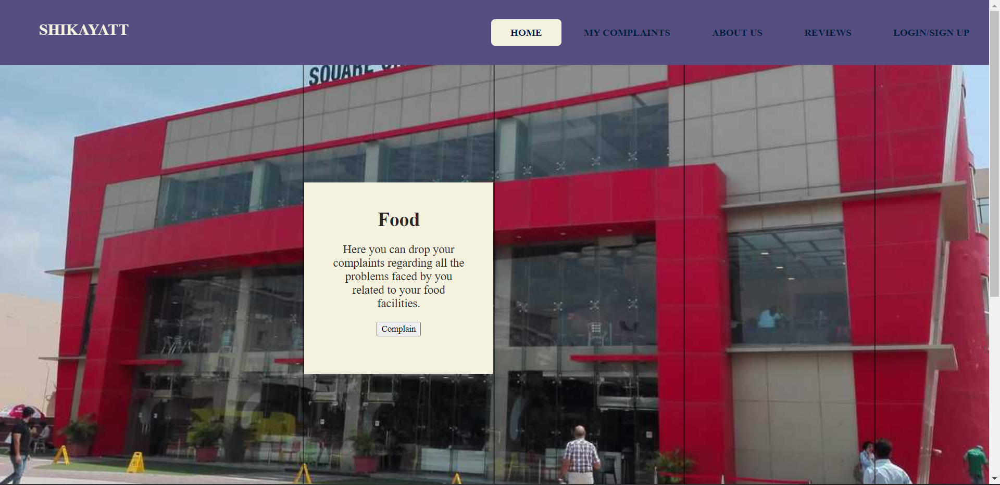 SHIKAYATT
HOME
MY COMPLAINTS
ABOUT US
REVIEWS
LOGIN/SIGN UP
SQUARE
Food
Here you can drop your
complaints regarding all the
problems faced by you
related to your food
facilities.
Complain